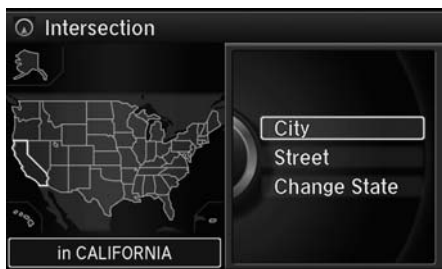 Intersection
City
Street
Change State
in CALIFORNIA